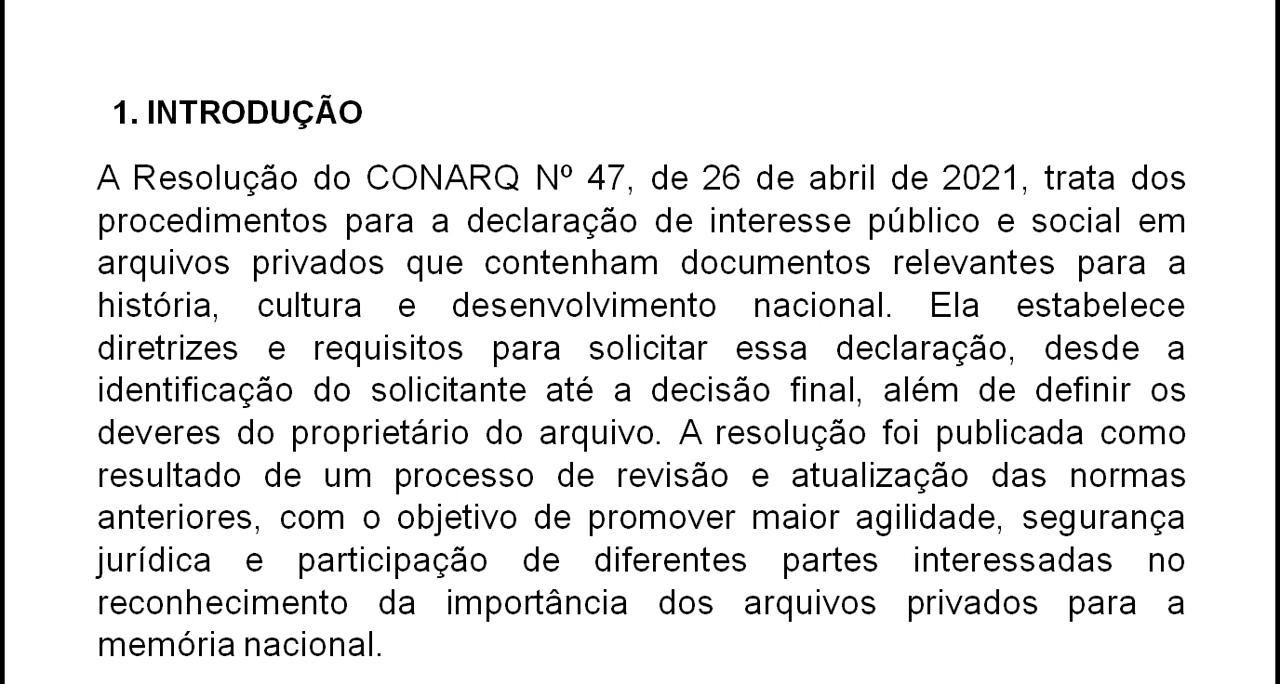 1. INTRODUÇÃO
A Resolução do CONARQ Nº 47, de 26 de abril de 2021, trata dos
procedimentos para a declaração de interesse público e social em
arquivos privados que contenham documentos relevantes para a
história, cultura e desenvolvimento nacional. Ela estabelece
diretrizes e requisitos para solicitar essa declaração, desde a
identificação do solicitante até a decisão final, além de definir os
deveres do proprietário do arquivo. A resolução foi publicada como
resultado de um processo de revisão e atualização das normas
anteriores, com o objetivo de promover maior agilidade, segurança
jurídica e participação de diferentes partes interessadas no
reconhecimento da importância dos arquivos privados para a
memória nacional.